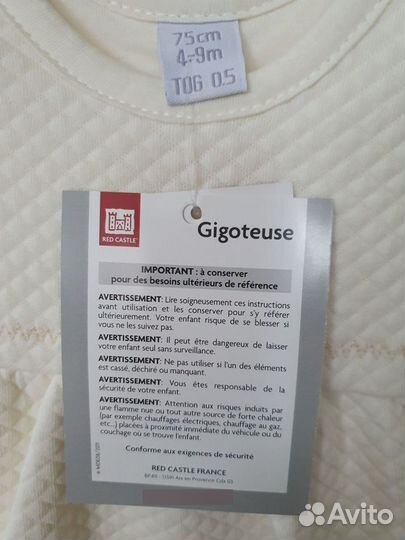 75cm
4-9m
TOG 0.5
RED CASTLE
Gigoteuse
IMPORTANT : à conserver
pour des besoins ultérieurs de référence
AVERTISSEMENT: Lire soigneusement ces instructions
avant utilisation et les conserver pour s'y référer
ultérieurement. Votre enfant risque de se blesser si
vous ne les suivez pas.
AVERTISSEMENT: Il peut être dangereux de laisser
votre enfant seul sans surveillance.
AVERTISSEMENT: Ne pas utiliser si l'un des éléments
est cassé, déchiré ou manquant.
AVERTISSEMENT: Vous êtes responsable de la
sécurité de votre enfant.
AVERTISSEMENT: Attention aux risques induits par
une flamme nue ou tout autre source de forte chaleur
(par exemple chauffages électriques, chauffage au gaz,
etc...) placées à proximité immédiate du véhicule ou du
couchage où se trouve l'enfant.
Conforme aux exigences de sécurité
RED CASTLE FRANCE
Aix en Provence Cdx 03
Avito